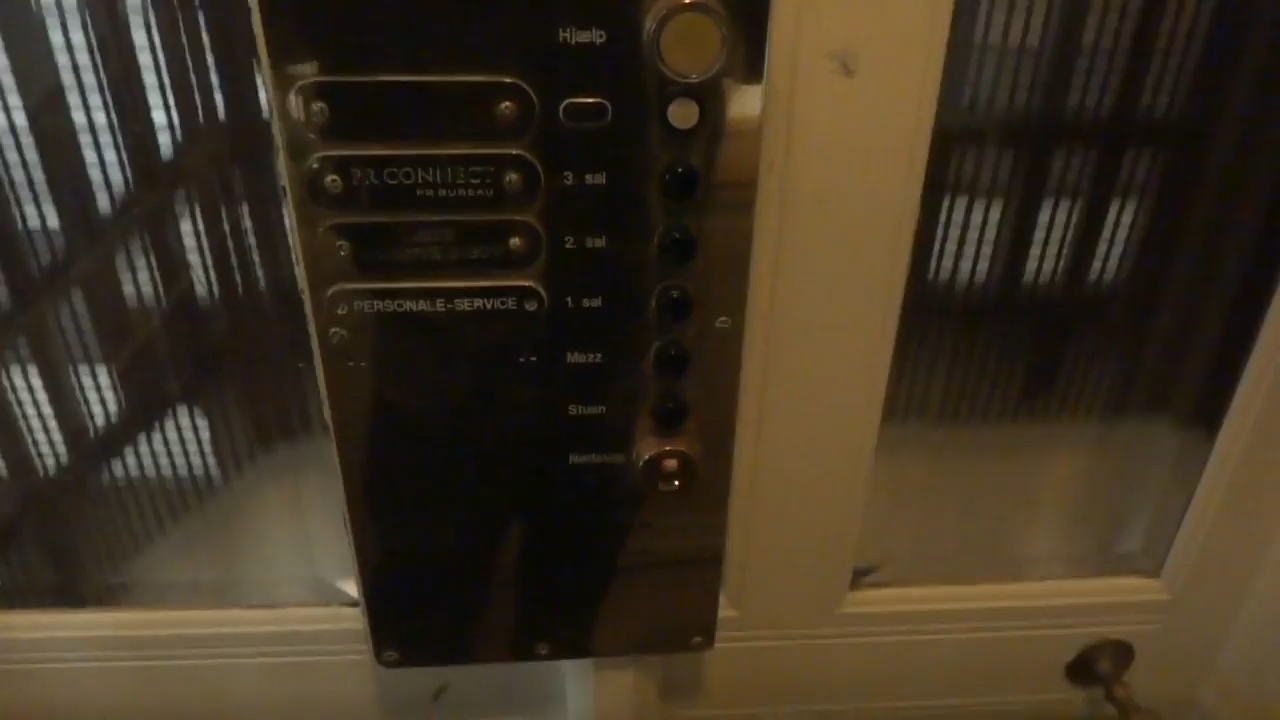 Hjælp
PR CONNECT
PR BUREAU
3. sal
2. sal
PERSONALE-SERVICE
1. sal
Mezz
Stuen